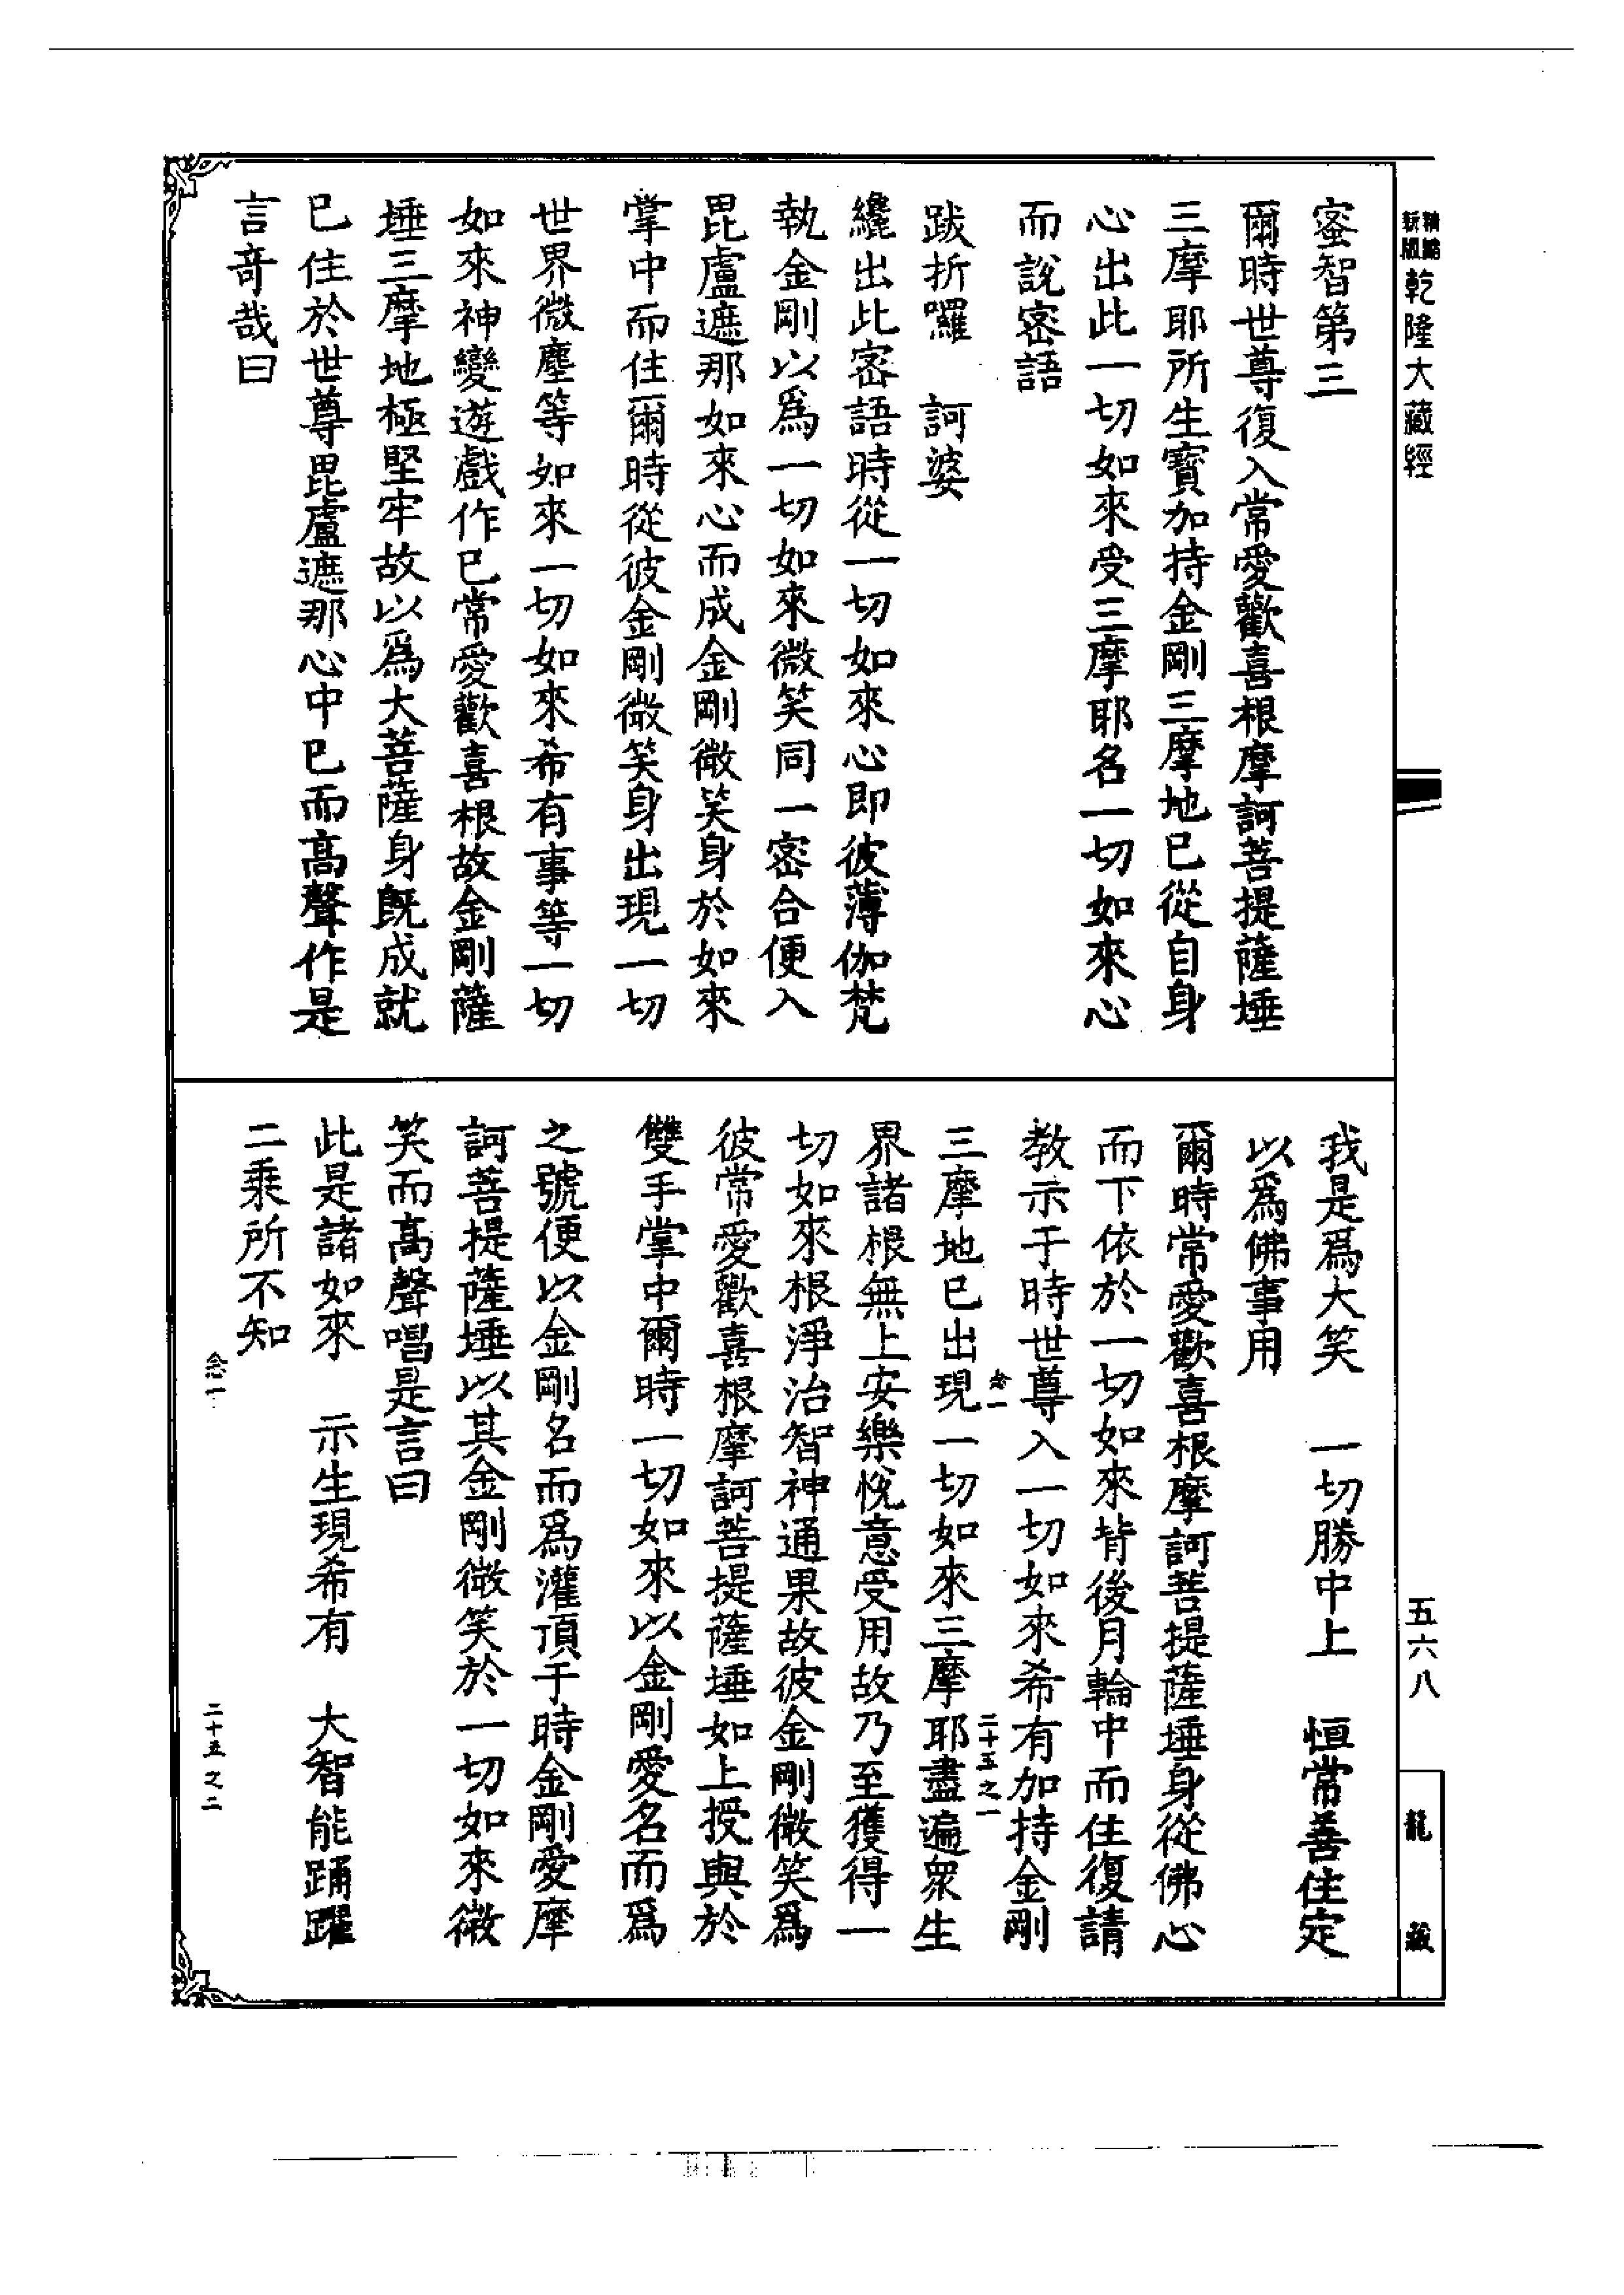 新版
精縮
乾隆大藏經
五六八
龍藏
蜜智第三
爾時世尊復入常愛歡喜根摩訶菩提薩埵
三摩耶所生寶加持金剛三摩地已從自身
心出此一切如來受三摩耶名一切如來心
而說密語
跋折囉　訶娑
纔出此密語時從一切如來心即彼薄伽梵
執金剛以為一切如來微笑同一密合便入
毘盧遮那如來心而成金剛微笑身於如來
掌中而住爾時從彼金剛微笑身出現一切
世界微塵等如來一切如來希有事等一切
如來神變遊戲作已常愛歡喜根故金剛薩
埵三摩地極堅牢故以爲大菩薩身既成就
已住於世尊毘盧遮那心中已而高聲作是
言奇哉曰
我是爲大笑　一切勝中上　恒常善住定
以爲佛事用
爾時常愛歡喜根摩訶菩提薩埵身從佛心
而下依於一切如來背後月輪中而住復請
教示于時世尊入一切如來希有加持金剛
念一
二十五之一
三摩地已出現一切如來三摩耶盡遍衆生
界諸根無上安樂悅意受用故乃至獲得一
切如來根淨治智神通果故彼金剛微笑爲
彼常愛歡喜根摩訶菩提薩埵如上授與於
雙手掌中爾時一切如來以金剛愛名而爲
之號便以金剛名而爲灌頂于時金剛愛摩
訶菩提薩埵以其金剛微笑於一切如來微
笑而高聲唱是言曰
此是諸如來　示生現希有　大智能踊躍
二乘所不知
念一
二十五之二